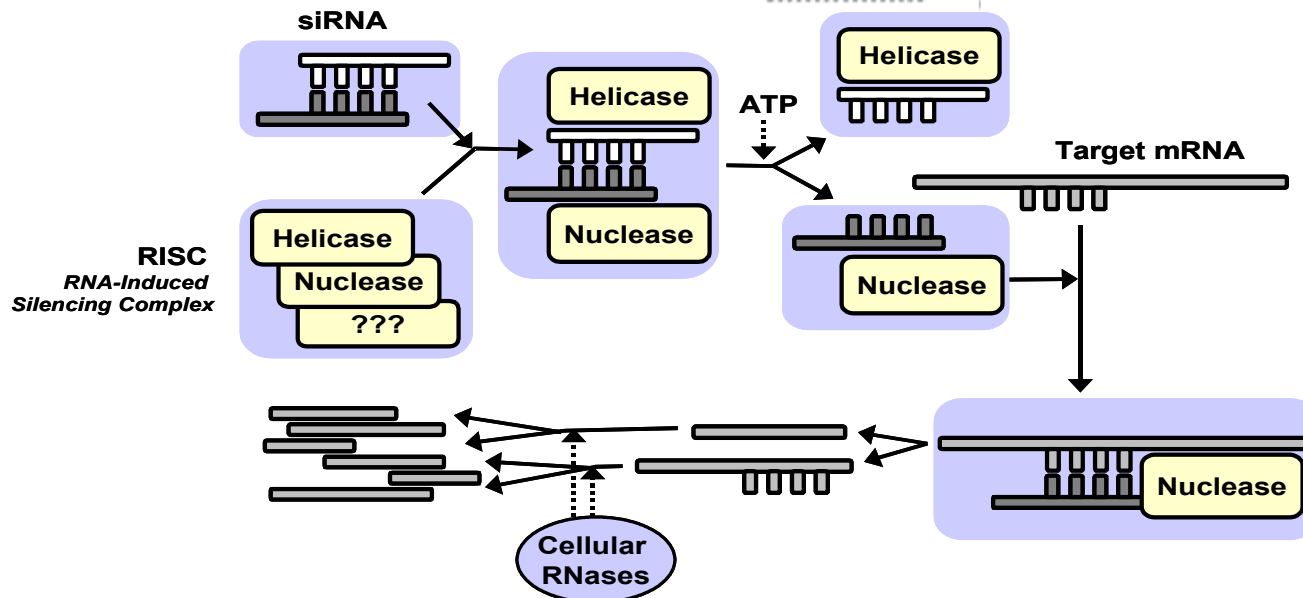 siRNA
Helicase
Nuclease
ATP
Helicase
Target mRNA
Nuclease
RISC
RNA-Induced
Silencing Complex
Helicase
Nuclease
???
Nuclease
Cellular
RNases